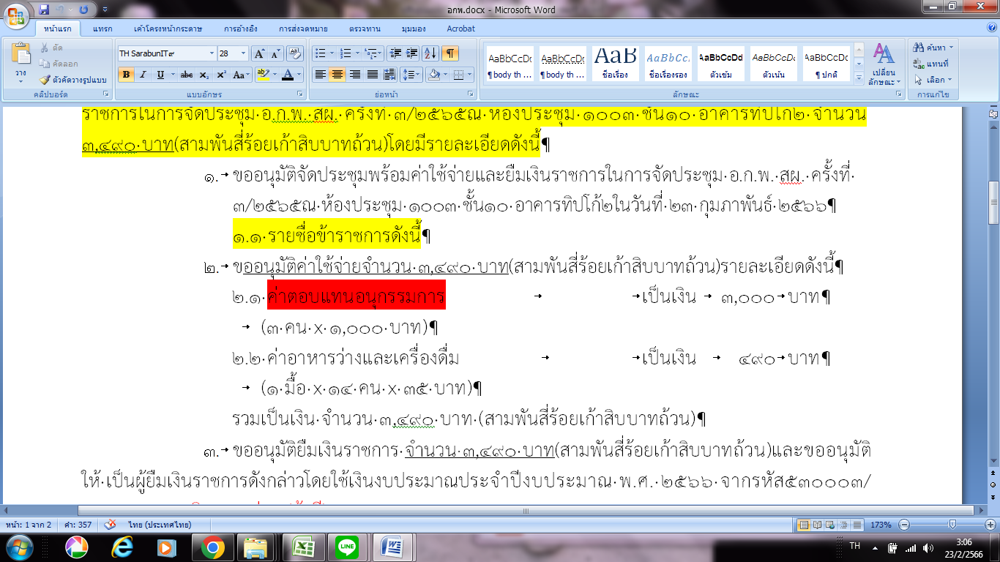 อกพ.docx - Microsoft Word
หน้าแรก แทรก เค้าโครงหน้ากระดาษ การอ้างอิง การส่งจดหมาย ตรวจทาน มุมมอง Acrobat
วาง
ตัด
คัดลอก
ตัวคัดวางรูปแบบ
คลิปบอร์ด
TH SarabunIT๙ 28
แบบอักษร
ย่อหน้า
AaBbCcDc ¶ body th ...
AaBbCcDc ¶ body th ...
AaB ชื่อเรื่อง
AaBbCc. ชื่อเรื่องรอง
AaBbCcDd ตัวเข้ม
AaBbCcDd ตัวเน้น
AaBbCcDd ¶ ปกติ
เปลี่ยนลักษณะ
ลักษณะ
ค้นหา
แทนที่
เลือก
การแก้ไข
ราชการในการจัดประชุม อ.ก.พ. สผ. ครั้งที่ ๓/๒๕๖๕ณ ห้องประชุม ๑๐๐๓ ชั้น๑๐ อาคารทิปโก้๒ จำนวน
๓,๔๙๐ บาท(สามพันสี่ร้อยเก้าสิบบาทถ้วน)โดยมีรายละเอียดดังนี้¶
๑. ขออนุมัติจัดประชุมพร้อมค่าใช้จ่ายและยืมเงินราชการในการจัดประชุม อ.ก.พ. สผ. ครั้งที่
๓/๒๕๖๕ณ ห้องประชุม ๑๐๐๓ ชั้น๑๐ อาคารทิปโก้๒ในวันที่ ๒๓ กุมภาพันธ์ ๒๕๖๖¶
๑.๑ รายชื่อข้าราชการดังนี้¶
๒. ขออนุมัติค่าใช้จ่ายจำนวน ๓,๔๙๐ บาท(สามพันสี่ร้อยเก้าสิบบาทถ้วน)รายละเอียดดังนี้¶
๒.๑ ค่าตอบแทนอนุกรรมการ เป็นเงิน ๓,๐๐๐ บาท¶
(๓ คน x ๑,๐๐๐ บาท)¶
๒.๒ ค่าอาหารว่างและเครื่องดื่ม เป็นเงิน ๔๙๐ บาท¶
(๑ มื้อ x ๑๔ คน x ๓๕ บาท)¶
รวมเป็นเงิน จำนวน ๓,๔๙๐ บาท (สามพันสี่ร้อยเก้าสิบบาทถ้วน)¶
๓. ขออนุมัติยืมเงินราชการ จำนวน ๓,๔๙๐ บาท(สามพันสี่ร้อยเก้าสิบบาทถ้วน)และขออนุมัติ
ให้ เป็นผู้ยืมเงินราชการดังกล่าวโดยใช้เงินงบประมาณประจำปีงบประมาณ พ.ศ. ๒๕๖๖ จากรหัส๕๓๐๐๐๓/
หน้า: 1 จาก 2 คำ: 357 ไทย (ประเทศไทย) 173%
TH 3:06
23/2/2566